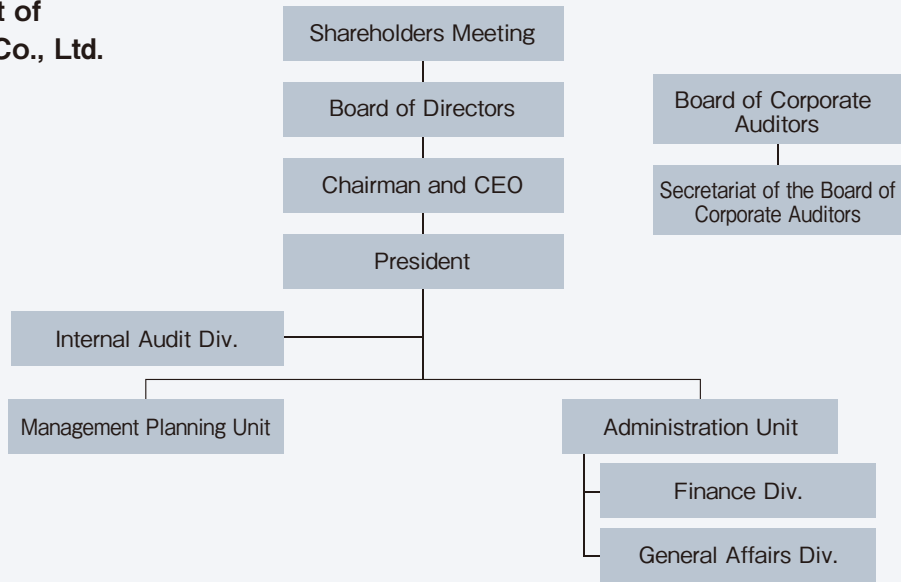 t of
Co., Ltd.
Shareholders Meeting
Board of Directors
Board of Corporate
Auditors
Chairman and CEO
Secretariat of the Board of
Corporate Auditors
President
Internal Audit Div.
Management Planning Unit
Administration Unit
Finance Div.
General Affairs Div.